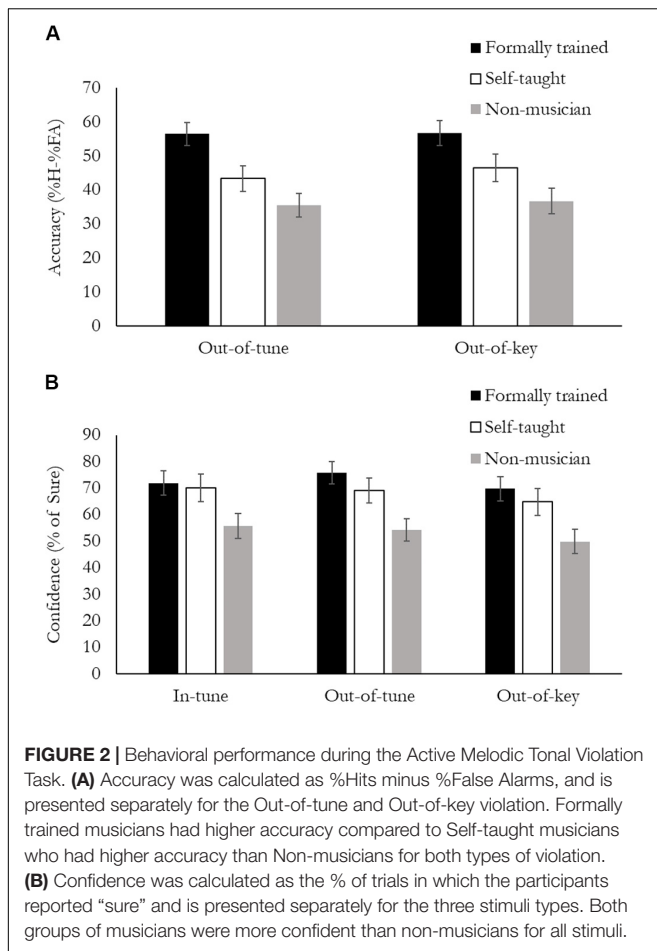 A
Formally trained
Self-taught
Non-musician
Accuracy (%H-%FA)
70
60
50
40
30
20
10
0
Out-of-tune Out-of-key
B
Formally trained
Self-taught
Non-musician
Confidence (% of Sure)
90
80
70
60
50
40
30
20
10
0
In-tune Out-of-tune Out-of-key
FIGURE 2 | Behavioral performance during the Active Melodic Tonal Violation
Task. (A) Accuracy was calculated as %Hits minus %False Alarms, and is
presented separately for the Out-of-tune and Out-of-key violation. Formally
trained musicians had higher accuracy compared to Self-taught musicians
who had higher accuracy than Non-musicians for both types of violation.
(B) Confidence was calculated as the % of trials in which the participants
reported “sure” and is presented separately for the three stimuli types. Both
groups of musicians were more confident than non-musicians for all stimuli.